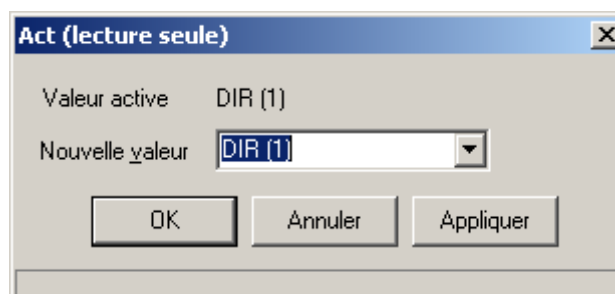 Act (lecture seule)
Valeur active DIR (1)
Nouvelle valeur DIR (1)
OK Annuler Appliquer